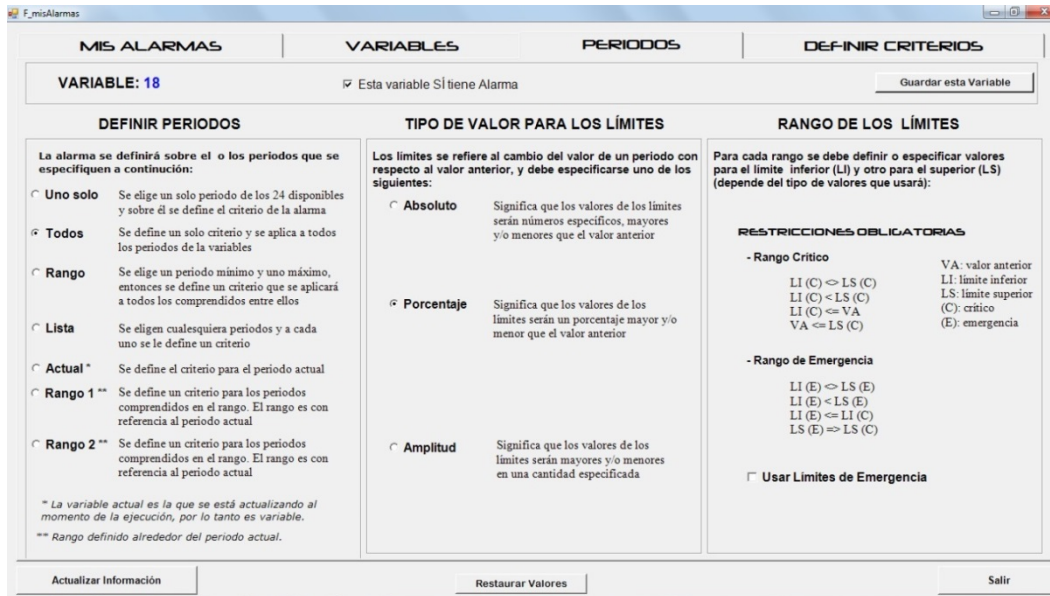 F_misAlarmas
MIS ALARMAS
VARIABLES
PERIODOS
DEFINIR CRITERIOS
VARIABLE: 18
Esta variable SÍ tiene Alarma
Guardar esta Variable
DEFINIR PERIODOS
La alarma se definirá sobre el o los periodos que se
especifiquen a continución:
Uno solo
Se elige un solo periodo de los 24 disponibles
y sobre él se define el criterio de la alarma
Todos
Se define un solo criterio y se aplica a todos
los periodos de la variables
Rango
Se elige un periodo mínimo y uno máximo,
entonces se define un criterio que se aplicará
a todos los comprendidos entre ellos
Lista
Se eligen cualesquiera periodos y a cada
uno se le define un criterio
Actual *
Se define el criterio para el periodo actual
Rango 1 **
Se define un criterio para los periodos
comprendidos en el rango. El rango es con
referencia al periodo actual
Rango 2 **
Se define un criterio para los periodos
comprendidos en el rango. El rango es con
referencia al periodo actual
* La variable actual es la que se está actualizando al
momento de la ejecución, por lo tanto es variable.
** Rango definido alrededor del periodo actual.
TIPO DE VALOR PARA LOS LÍMITES
Los límites se refiere al cambio del valor de un periodo con
respecto al valor anterior, y debe especificarse uno de los
siguientes:
Absoluto
Significa que los valores de los límites
serán números específicos, mayores
y/o menores que el valor anterior
Porcentaje
Significa que los valores de los
límites serán un porcentaje mayor y/o
menor que el valor anterior
Amplitud
Significa que los valores de los
límites serán mayores y/o menores
en una cantidad especificada
RANGO DE LOS LÍMITES
Para cada rango se debe definir o especificar valores
para el límite inferior (LI) y otro para el superior (LS)
(depende del tipo de valores que usará):
RESTRICCIONES OBLIGATORIAS
- Rango Crítico
LI (C) <> LS (C)
LI (C) < LS (C)
LI (C) <= VA
VA <= LS (C)
VA: valor anterior
LI: límite inferior
LS: límite superior
(C): crítico
(E): emergencia
- Rango de Emergencia
LI (E) <> LS (E)
LI (E) < LS (E)
LI (E) <= LI (C)
LS (E) => LS (C)
Usar Límites de Emergencia
Actualizar Información
Restaurar Valores
Salir